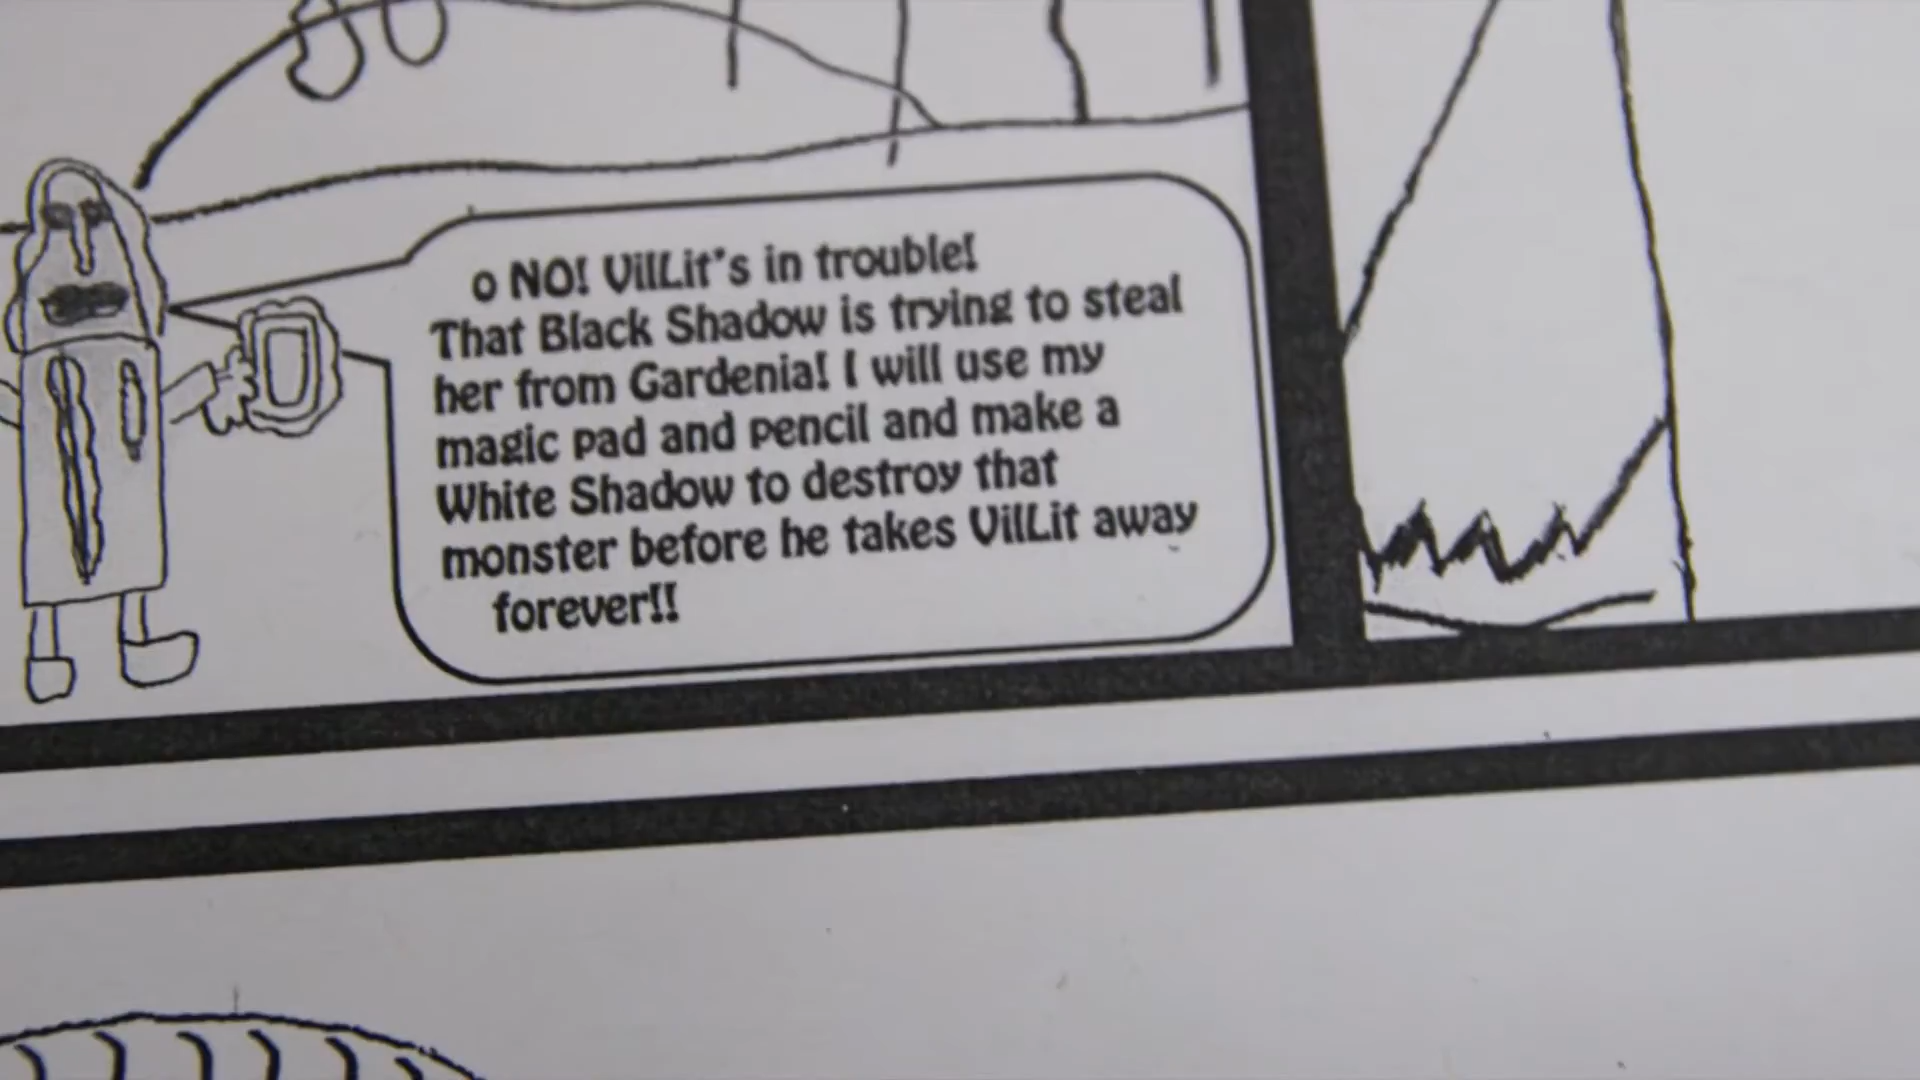 o NO! VilLit's in trouble!
That Black Shadow is trying to steal
her from Gardenia! I will use my
magic pad and pencil and make a
White Shadow to destroy that
monster before he takes VilLit away
forever!!